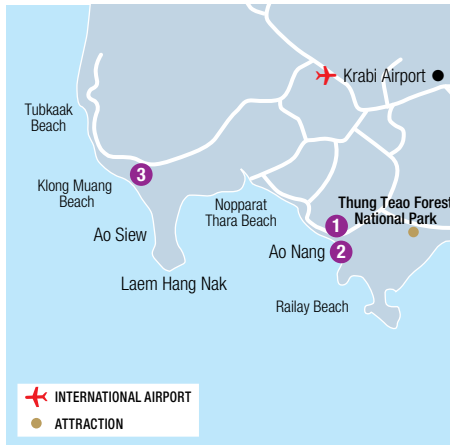 Krabi Airport
Tubkaak
Beach
3
Klong Muang
Beach
Nopparat
Thara Beach
Thung Teao Forest
National Park
1
Ao Siew
Ao Nang
2
Laem Hang Nak
Railay Beach
INTERNATIONAL AIRPORT
ATTRACTION